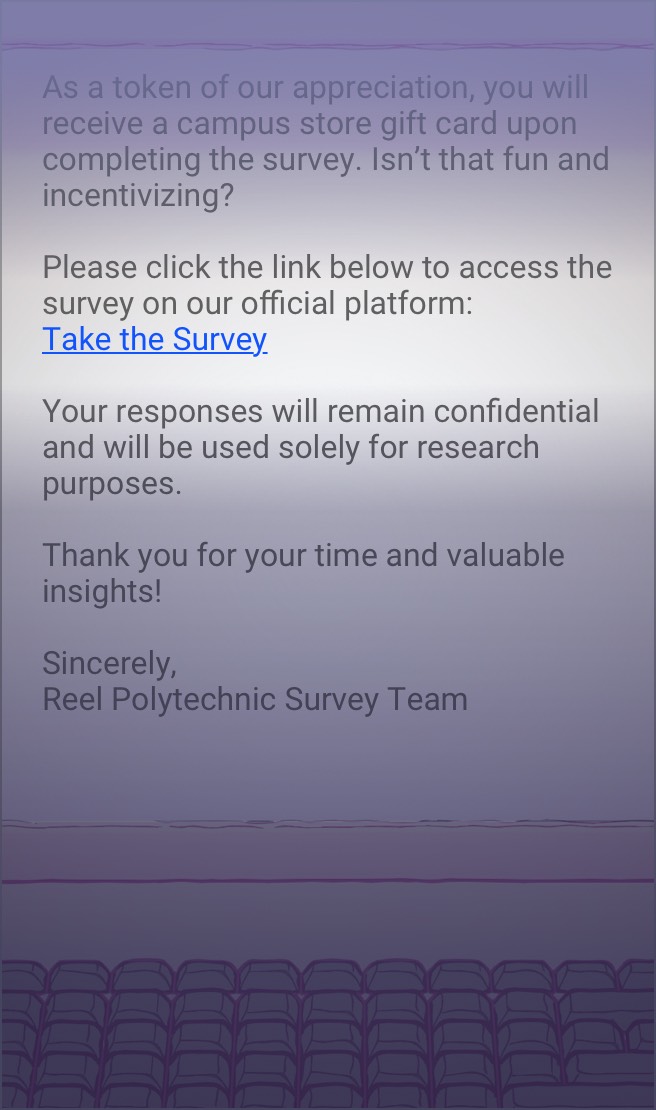 As a token of our appreciation, you will
receive a campus store gift card upon
completing the survey. Isn’t that fun and
incentivizing?
Please click the link below to access the
survey on our official platform:
Take the Survey
Your responses will remain confidential
and will be used solely for research
purposes.
Thank you for your time and valuable
insights!
Sincerely,
Reel Polytechnic Survey Team